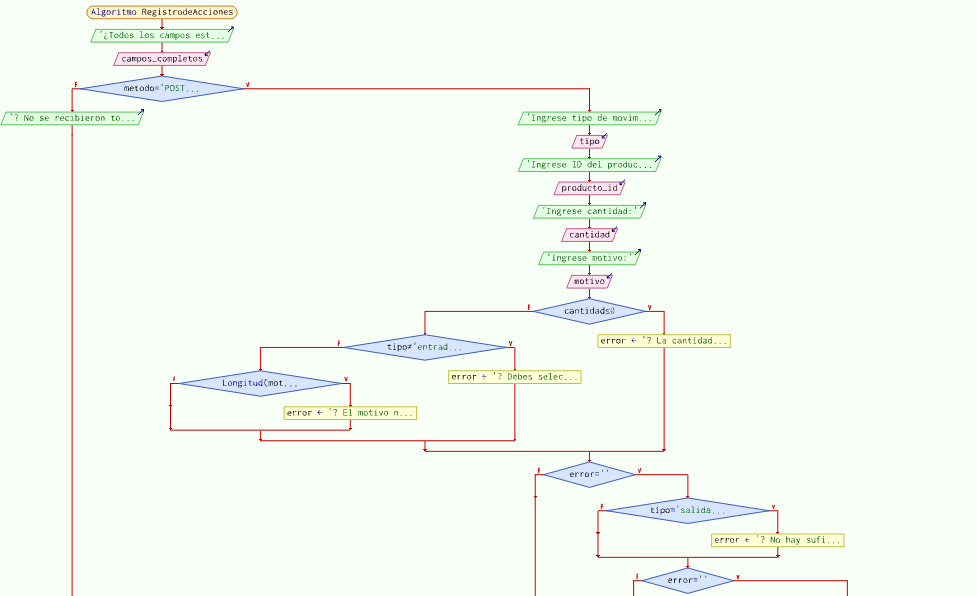 Algoritmo RegistrodeAcciones
'¿Todos los campos est...
campos_completos
metodo='POST...
F
V
'? No se recibieron to...
'Ingrese tipo de movim...
tipo
'Ingrese ID del produc...
producto_id
'Ingrese cantidad:'
cantidad
'Ingrese motivo:'
motivo
cantidad≤0
F
V
error ← '? La cantidad...
tipo≠'entrad...
F
V
error ← '? Debes selec...
Longitud(mot...
F
V
error ← '? El motivo n...
error=''
F
V
tipo='salida...
F
V
error ← '? No hay sufi...
error=''
F
V